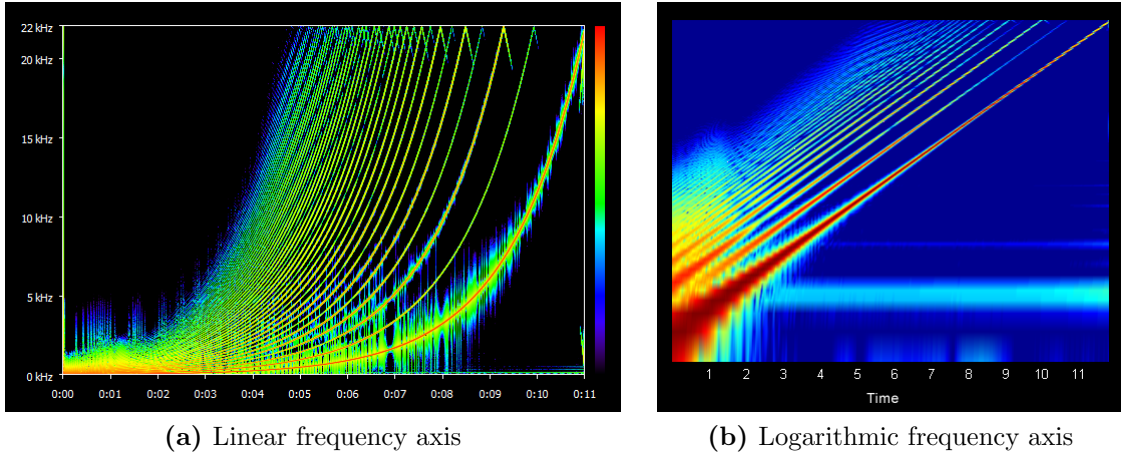 22 kHz
20 kHz
15 kHz
10 kHz
5 kHz
0 kHz
0:00 0:01 0:02 0:03 0:04 0:05 0:06 0:07 0:08 0:09 0:10 0:11
(a) Linear frequency axis
1 2 3 4 5 6 7 8 9 10 11
Time
(b) Logarithmic frequency axis